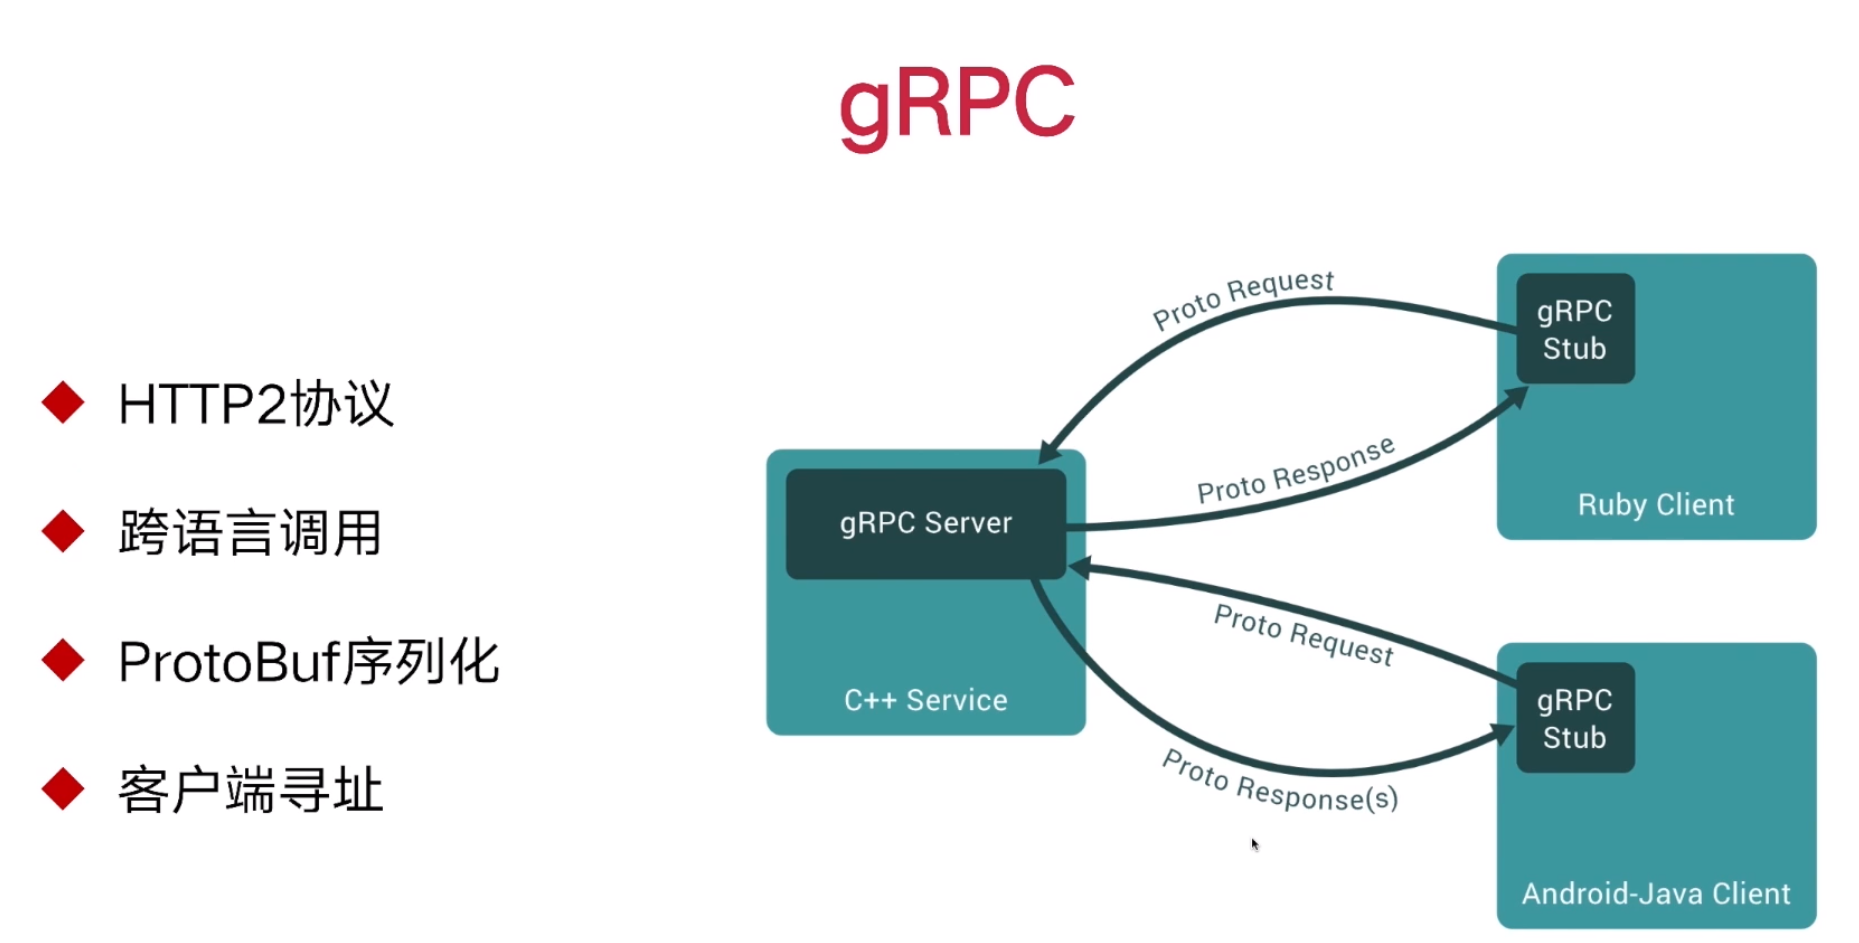 gRPC
HTTP2协议
跨语言调用
ProtoBuf序列化
客户端寻址
Proto Request
gRPC
Stub
Proto Response
Ruby Client
gRPC Server
C++ Service
Proto Request
gRPC
Stub
Proto Response(s)
Android-Java Client